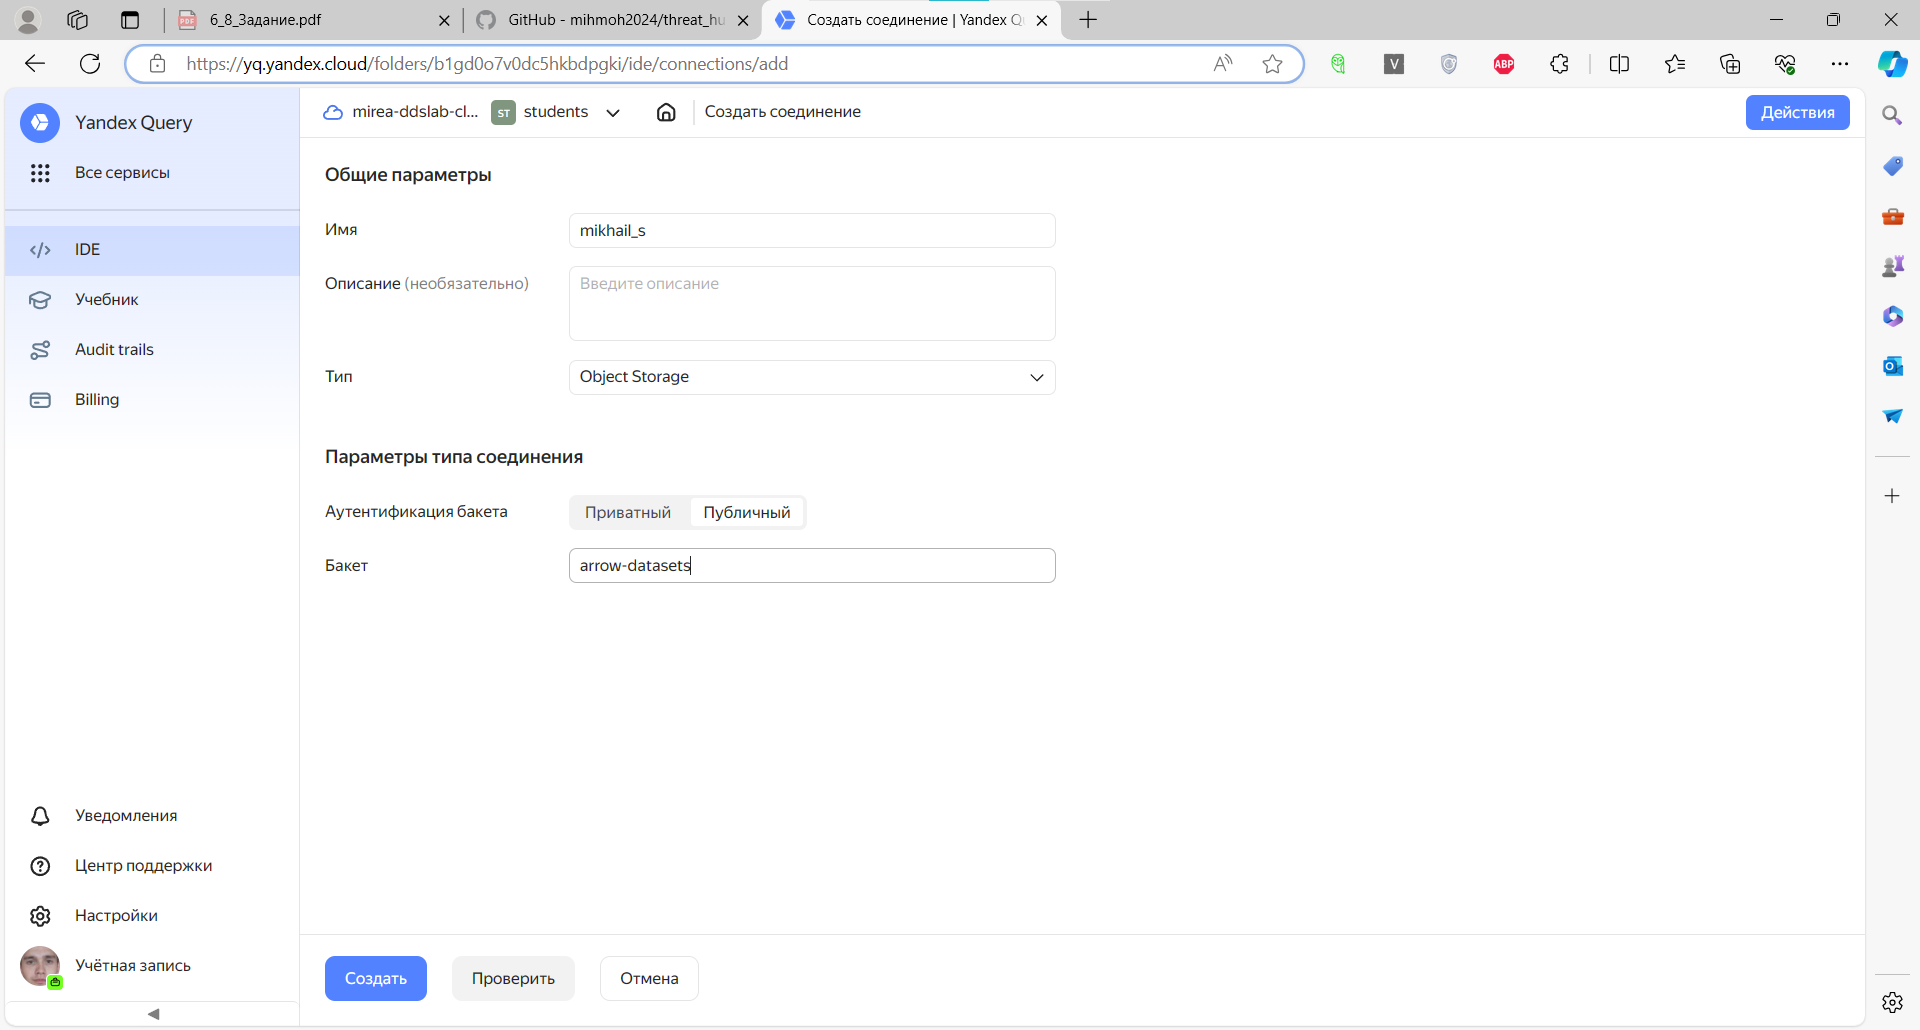 6_8_Задание.pdf
GitHub - mihmoh2024/threat_hu
Создать соединение | Yandex Q
https://yq.yandex.cloud/folders/b1gd0o7v0dc5hkbdpgki/ide/connections/add
V
ABP
Yandex Query
Все сервисы
IDE
Учебник
Audit trails
Billing
Уведомления
Центр поддержки
Настройки
Учётная запись
mirea-ddslab-cl...
ST
students
Создать соединение
Действия
Общие параметры
Имя
mikhail_s
Описание (необязательно)
Введите описание
Тип
Object Storage
Параметры типа соединения
Аутентификация бакета
Приватный
Публичный
Бакет
arrow-datasets
Создать
Проверить
Отмена